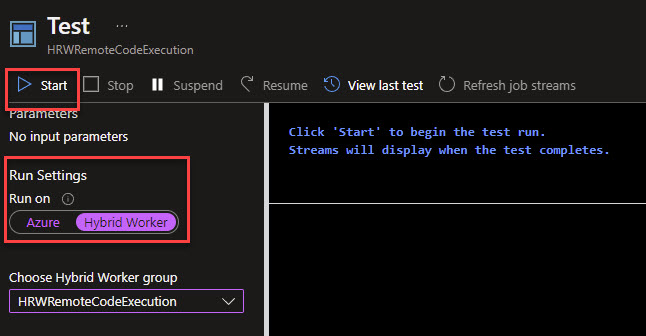 Test ...
HRWRemoteCodeExecution
Start Stop Suspend Resume View last test Refresh job streams
Parameters
No input parameters
Run Settings
Run on
Azure Hybrid Worker
Choose Hybrid Worker group
HRWRemoteCodeExecution
Click 'Start' to begin the test run.
Streams will display when the test completes.